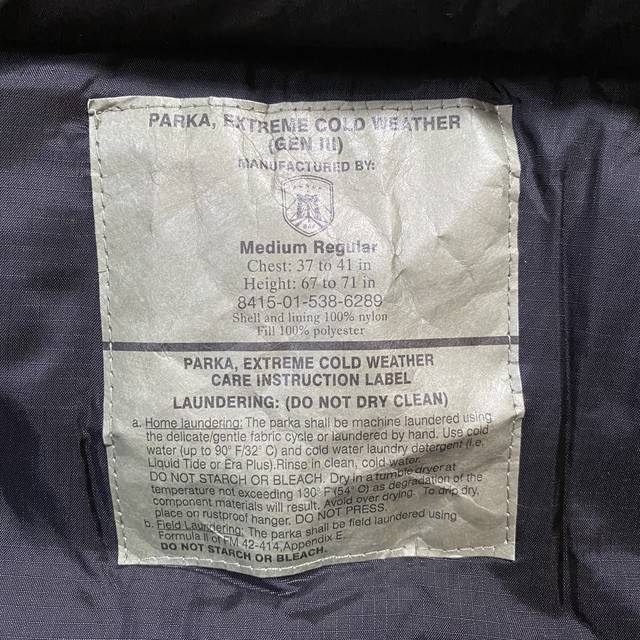 PARKA, EXTREME COLD WEATHER
(GEN III)
MANUFACTURED BY:
Medium Regular
Chest: 37 to 41 in
Height: 67 to 71 in
8415-01-538-6289
Shell and lining 100% nylon
Fill 100% polyester
PARKA, EXTREME COLD WEATHER
CARE INSTRUCTION LABEL
LAUNDERING: (DO NOT DRY CLEAN)
a. Home laundering: The parka shall be machine laundered using
the delicate/gentle fabric cycle or laundered by hand. Use cold
water (up to 90° F/32° C) and cold water laundry detergent (i.e,
Liquid Tide or Era Plus).Rinse in clean, cold water.
DO NOT STARCH OR BLEACH. Dry in a tumble dryer at
temperature not exceeding 130° F (54° C) as degradation of the
component materials will result. Avoid over drying. To drip dry,
place on rustproof hanger. DO NOT PRESS.
b. Field Laundering: The parka shall be field laundered using
Formula II of FM 42-414,Appendix E.
DO NOT STARCH OR BLEACH.